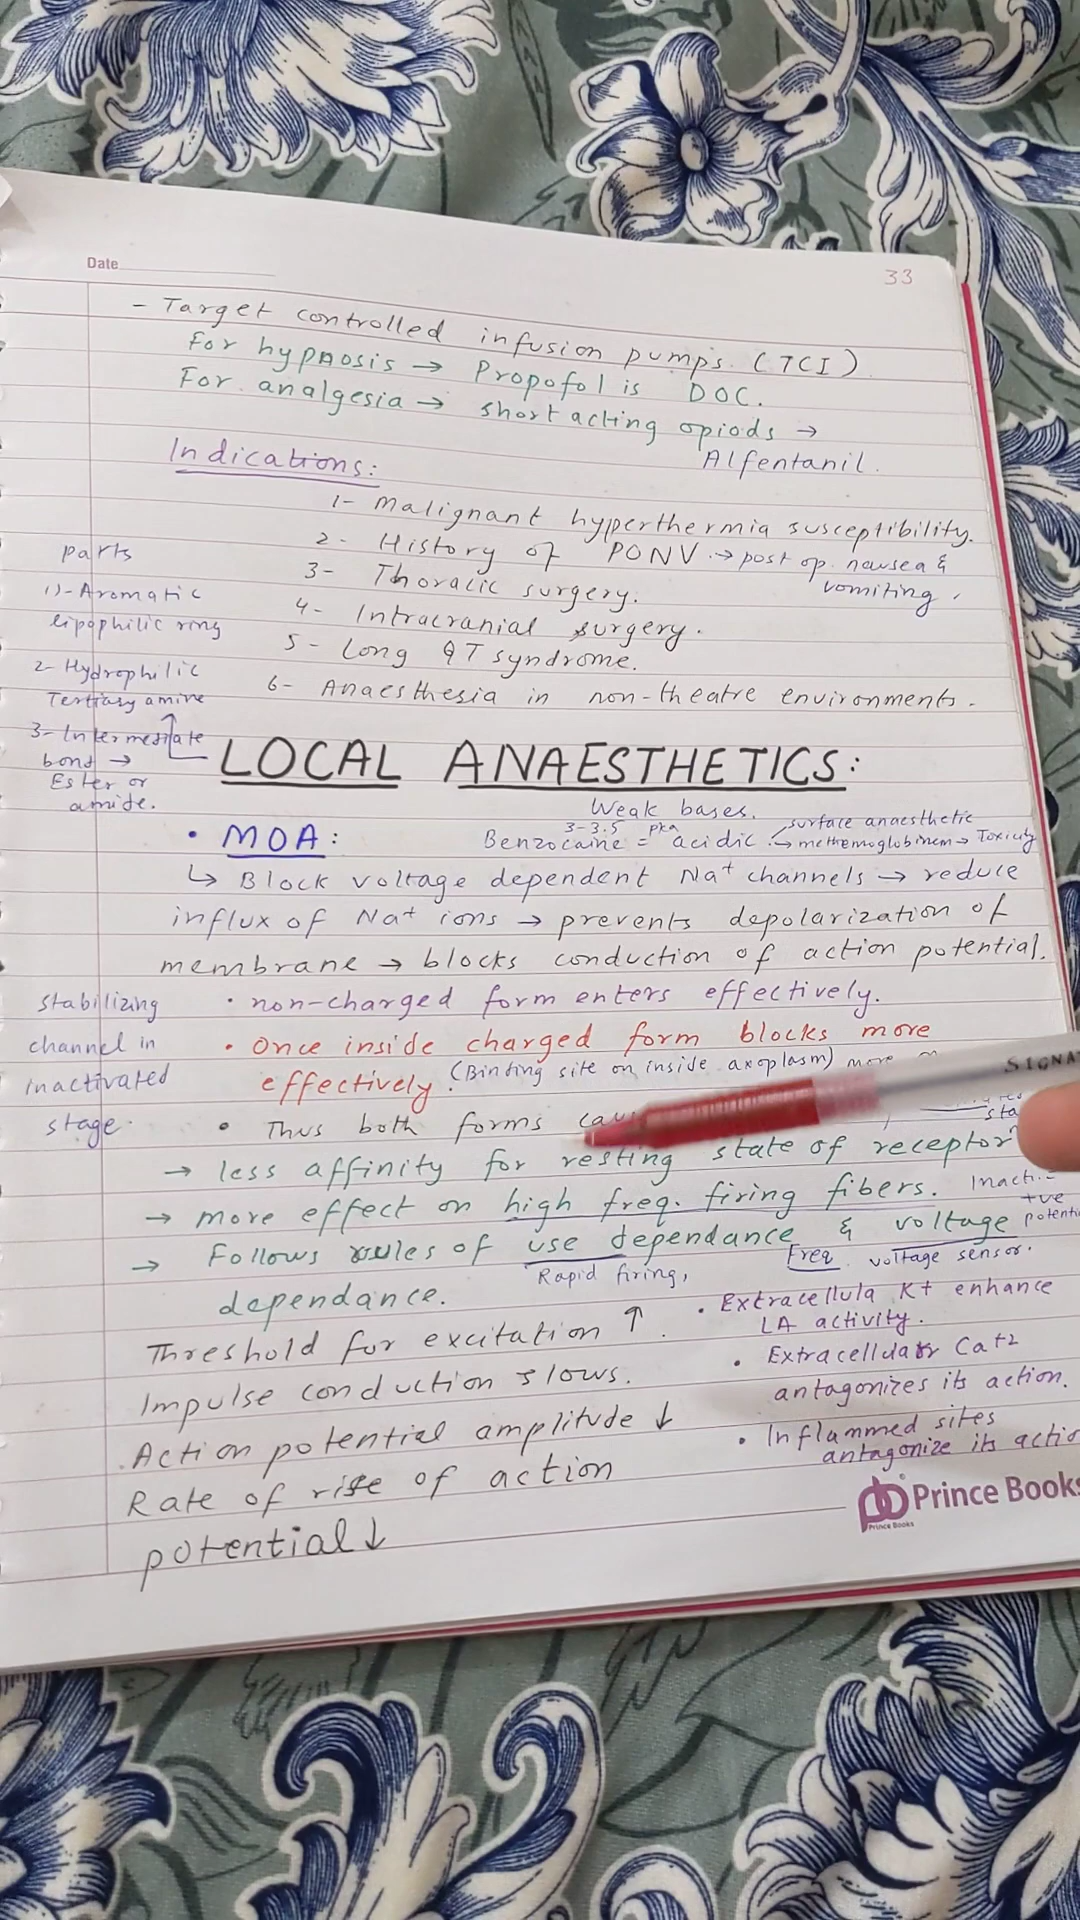 Date
33
- Target controlled infusion pumps. (TCI)
For hypnosis → Propofol is DOC.
For analgesia → short acting opiods →
Alfentanil.
Indications:
1- Malignant hyperthermia susceptibility.
2- History of PONV → post op. nausea &
vomiting.
3- Thoracic surgery.
4- Intracranial surgery.
5- Long QT syndrome.
6- Anaesthesia in non-theatre environments.
parts
1)- Aromatic
lipophilic ring
2- Hydrophilic
Tertiary amine
3- Intermediate
bond →
Ester or
amide.
LOCAL ANAESTHETICS:
Weak bases.
3-3.5 pka
Benzocaine = acidic surface anaesthetic
→ methemoglobinem → Toxicity
• MOA:
↳ Block voltage dependent Na+ channels → reduce
influx of Na+ ions → prevents depolarization of
membrane → blocks conduction of action potential.
• non-charged form enters effectively.
• Once inside charged form blocks more
effectively (Binding site on inside axoplasm) more
stabilizing
channel in
inactivated
stage.
• Thus both forms
→ less affinity for resting state of receptor
→ more effect on high freq. firing fibers.
+ve
potenti
→ Follows rules of use dependance & voltage
Rapid firing, Freq. voltage sensor.
dependance.
Threshold for excitation ↑.
Impulse conduction slows.
Action potential amplitude ↓
Rate of rise of action
potential ↓
• Extracellula K+ enhance
LA activity.
• Extracellular Ca+2
antagonizes its action.
• Inflammed sites
antagonize its actio
Prince Books
Prince Books
SIGNA